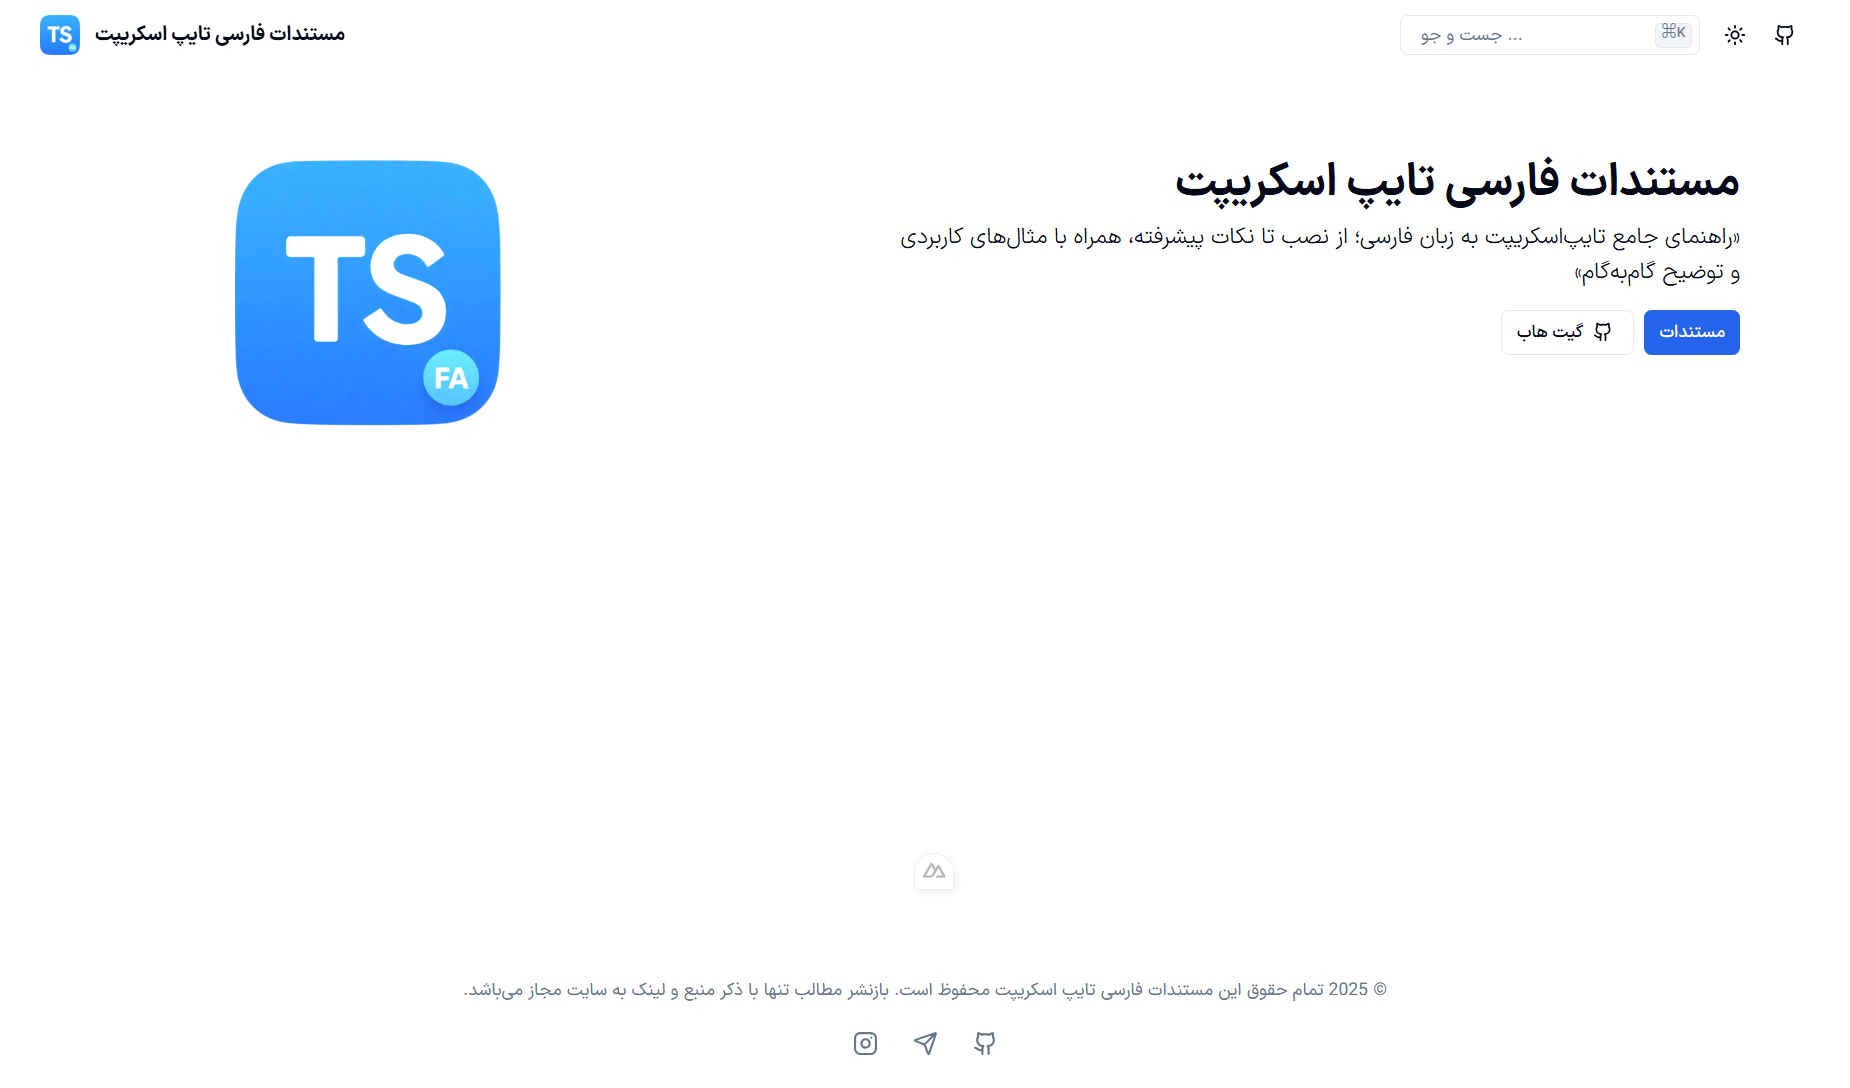 TS
FA
مستندات فارسی تایپ اسکریپت
جست و جو ...
⌘K
مستندات فارسی تایپ اسکریپت
«راهنمای جامع تایپ‌اسکریپت به زبان فارسی؛ از نصب تا نکات پیشرفته، همراه با مثال‌های کاربردی
و توضیح گام‌به‌گام»
مستندات
گیت هاب
TS
FA
© 2025 تمام حقوق این مستندات فارسی تایپ اسکریپت محفوظ است. بازنشر مطالب تنها با ذکر منبع و لینک به سایت مجاز می‌باشد.